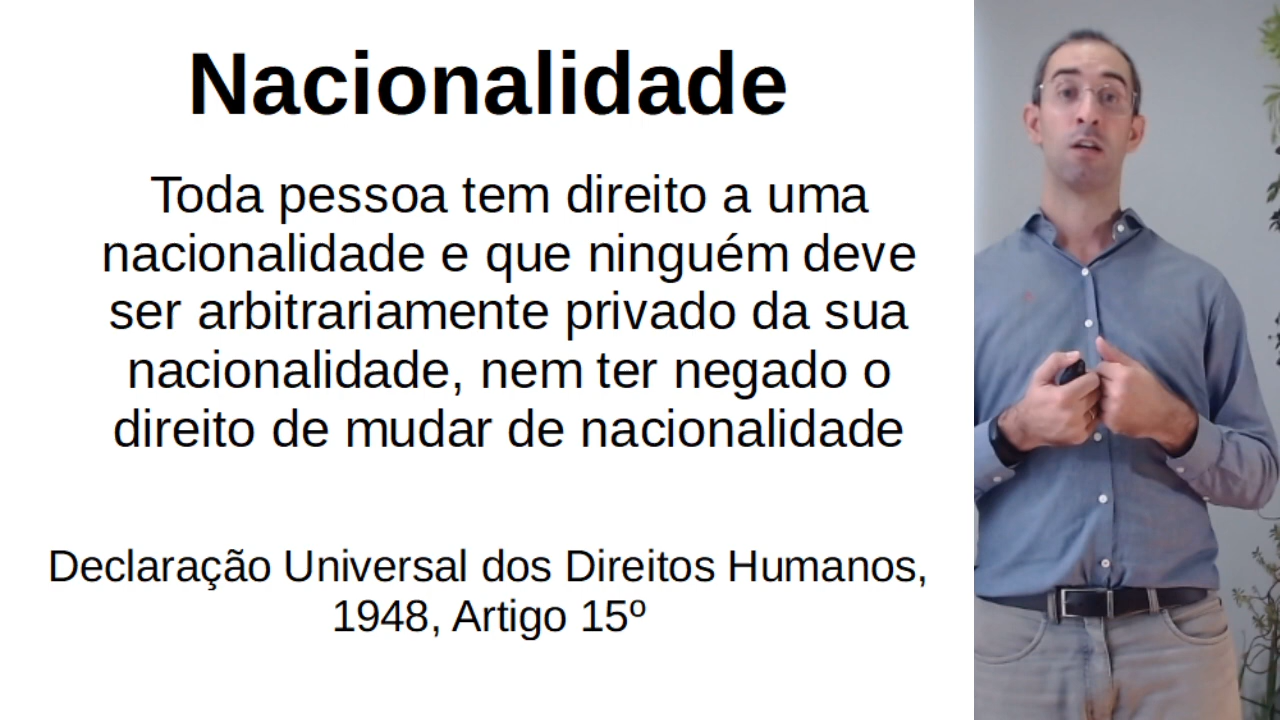 Nacionalidade
Toda pessoa tem direito a uma
nacionalidade e que ninguém deve
ser arbitrariamente privado da sua
nacionalidade, nem ter negado o
direito de mudar de nacionalidade
Declaração Universal dos Direitos Humanos,
1948, Artigo 15º